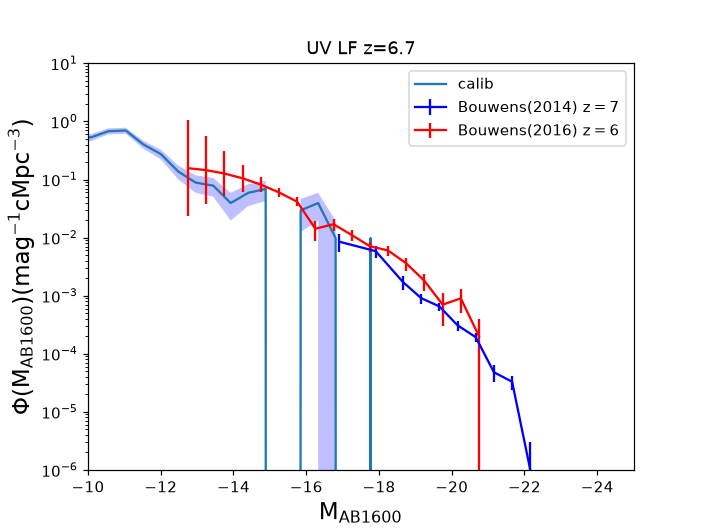 UV LF z=6.7
calib
Bouwens(2014) z = 7
Bouwens(2016) z = 6
Φ(M_AB1600)(mag⁻¹cMpc⁻³)
10¹
10⁰
10⁻¹
10⁻²
10⁻³
10⁻⁴
10⁻⁵
10⁻⁶
−10 −12 −14 −16 −18 −20 −22 −24
M_AB1600